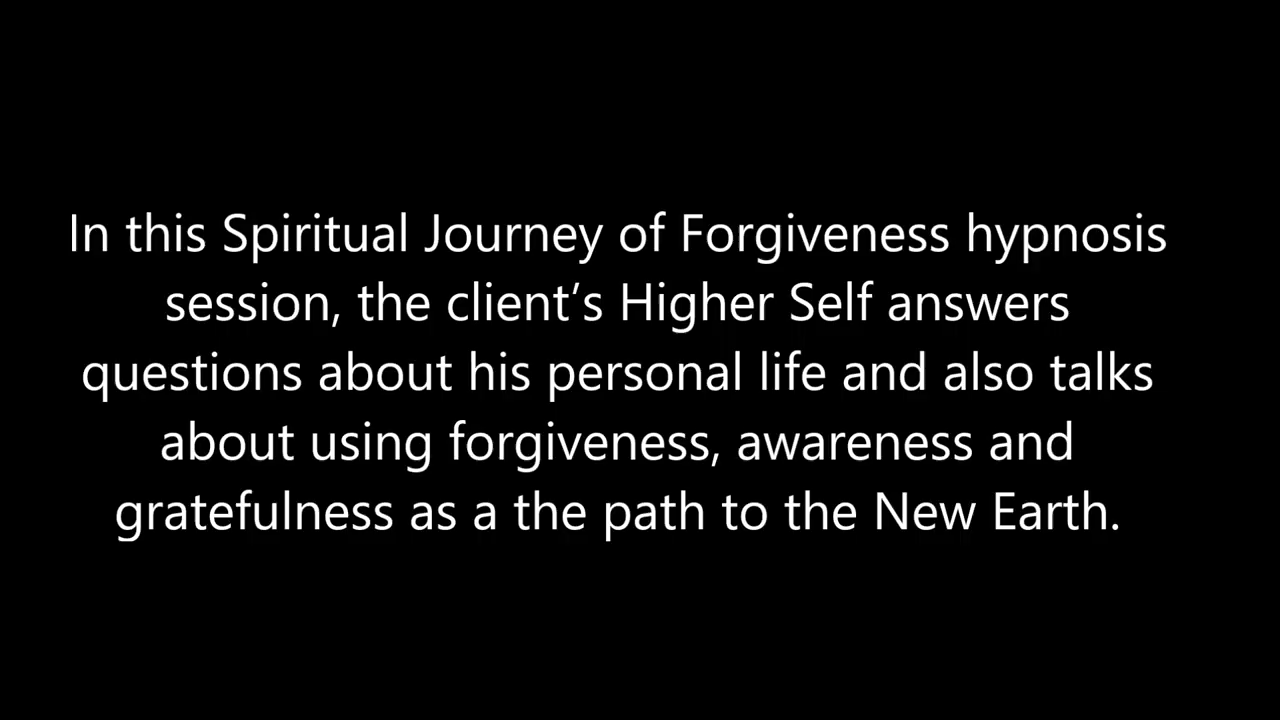 In this Spiritual Journey of Forgiveness hypnosis
session, the client’s Higher Self answers
questions about his personal life and also talks
about using forgiveness, awareness and
gratefulness as a the path to the New Earth.